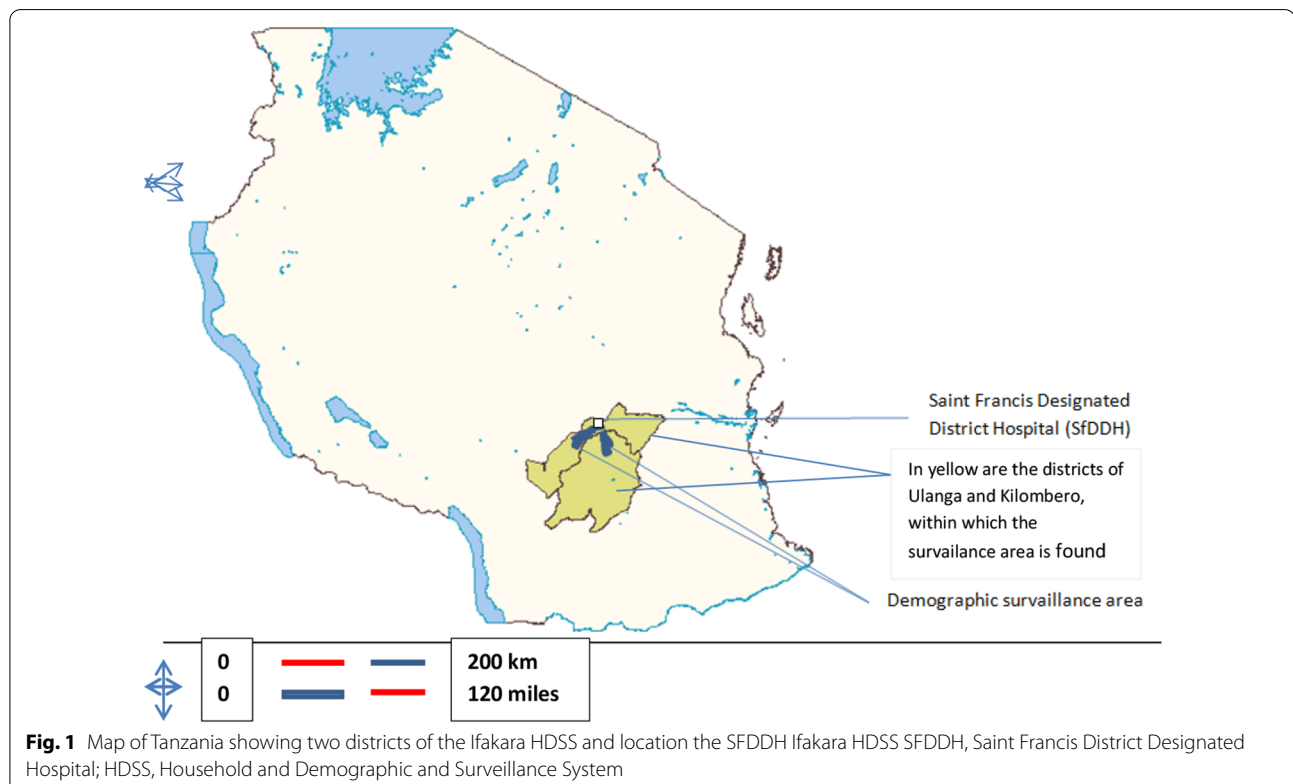 Saint Francis Designated
District Hospital (SfDDH)
In yellow are the districts of
Ulanga and Kilombero,
within which the
survailance area is found
Demographic survaillance area
0 200 km
0 120 miles
Fig. 1 Map of Tanzania showing two districts of the Ifakara HDSS and location the SFDDH Ifakara HDSS SFDDH, Saint Francis District Designated
Hospital; HDSS, Household and Demographic and Surveillance System